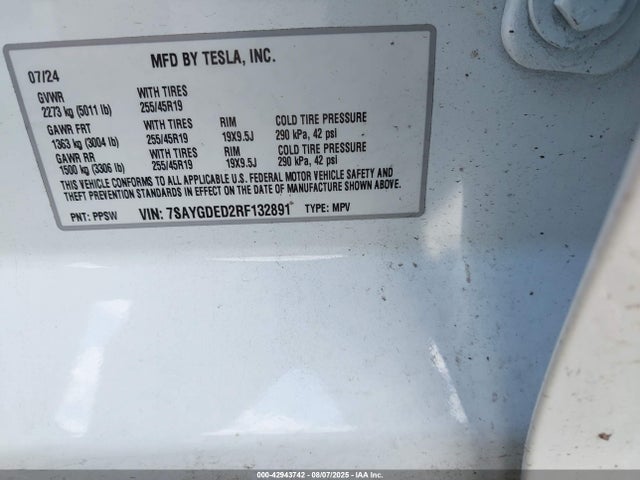 MFD BY TESLA, INC.
07/24
GVWR WITH TIRES
2273 kg (5011 lb) 255/45R19
GAWR FRT WITH TIRES RIM COLD TIRE PRESSURE
1363 kg (3004 lb) 255/45R19 19X9.5J 290 kPa, 42 psi
GAWR RR WITH TIRES RIM COLD TIRE PRESSURE
1500 kg (3306 lb) 255/45R19 19X9.5J 290 kPa, 42 psi
THIS VEHICLE CONFORMS TO ALL APPLICABLE U.S. FEDERAL MOTOR VEHICLE SAFETY AND
THEFT PREVENTION STANDARDS IN EFFECT ON THE DATE OF MANUFACTURE SHOWN ABOVE.
PNT: PPSW VIN: 7SAYGDED2RF132891 TYPE: MPV
000-42943742 - 08/07/2025 - IAA Inc.